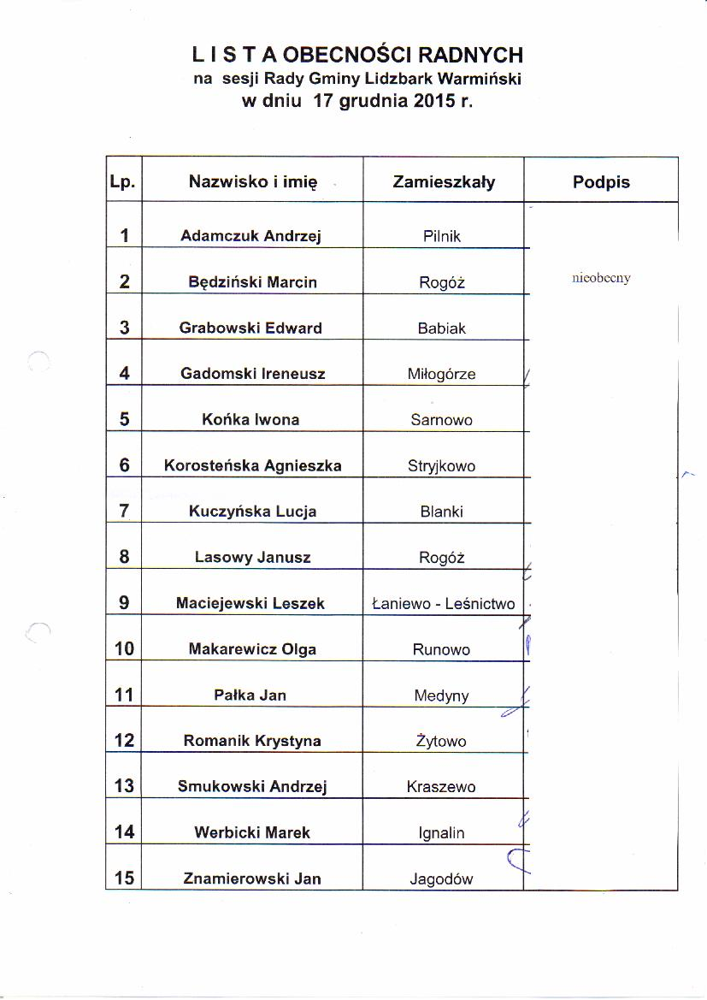 L I S T A OBECNOŚCI RADNYCH
na sesji Rady Gminy Lidzbark Warmiński
w dniu 17 grudnia 2015 r.
Lp. Nazwisko i imię Zamieszkały Podpis
1 Adamczuk Andrzej Pilnik
2 Będziński Marcin Rogóż nieobecny
3 Grabowski Edward Babiak
4 Gadomski Ireneusz Miłogórze
5 Końka Iwona Sarnowo
6 Korosteńska Agnieszka Stryjkowo
7 Kuczyńska Lucja Blanki
8 Lasowy Janusz Rogóż
9 Maciejewski Leszek Łaniewo - Leśnictwo
10 Makarewicz Olga Runowo
11 Pałka Jan Medyny
12 Romanik Krystyna Żytowo
13 Smukowski Andrzej Kraszewo
14 Werbicki Marek Ignalin
15 Znamierowski Jan Jagodów